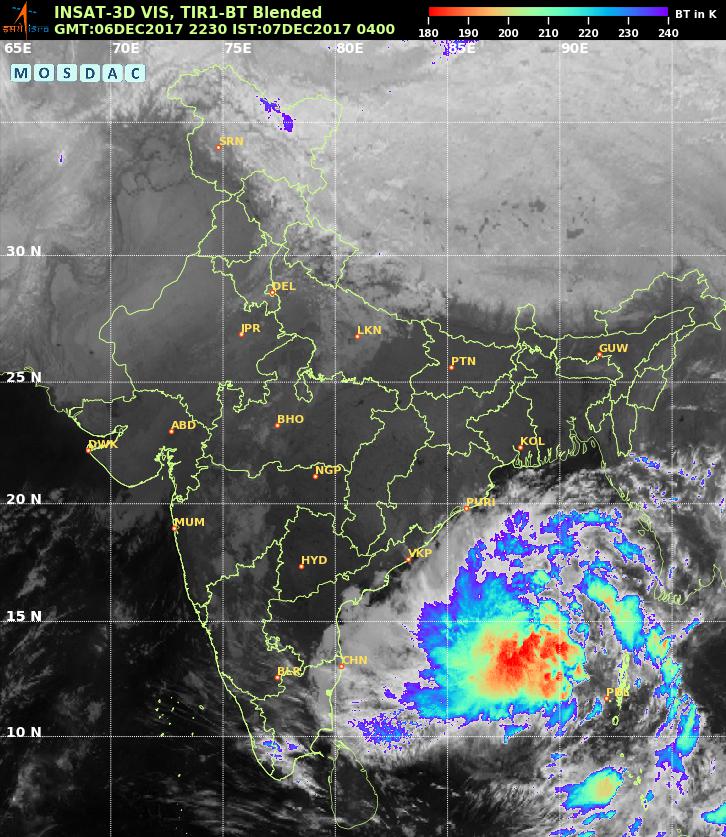 INSAT-3D VIS, TIR1-BT Blended
GMT:06DEC2017 2230 IST:07DEC2017 0400
BT in K
180 190 200 210 220 230 240
65E 70E 75E 80E 85E 90E
MOSDAC
SRN
30 N
DEL
JPR
LKN
GUW
PTN
25 N
ABD
BHO
DWK
KOL
NGP
20 N
PURI
MUM
VKP
HYD
15 N
CHN
BLR
PBL
10 N